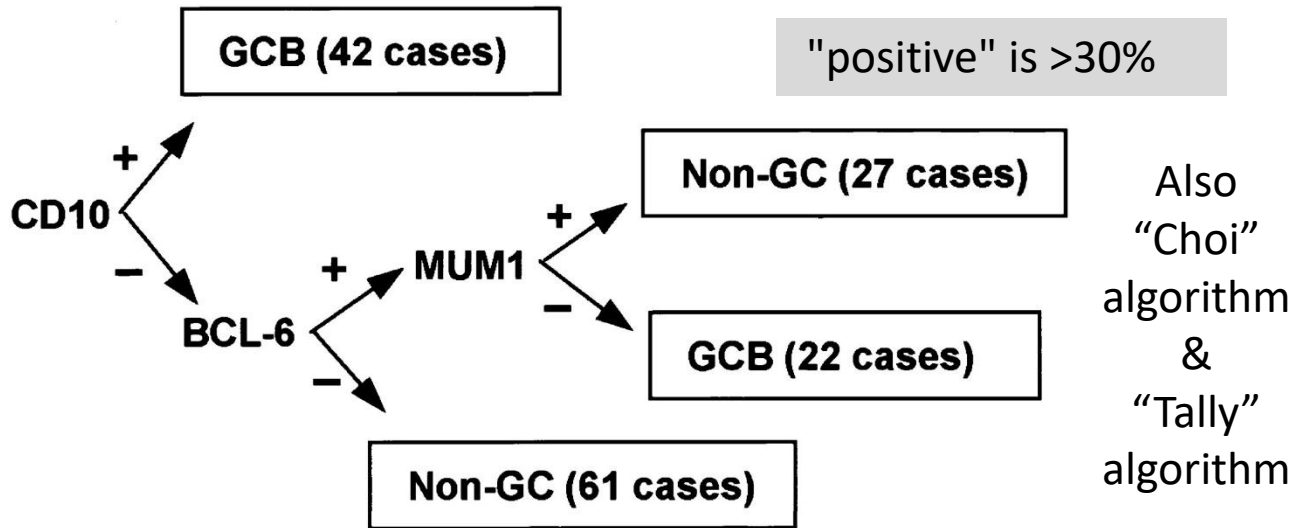 GCB (42 cases)
"positive" is >30%
+
Non-GC (27 cases)
CD10
+
−
+
MUM1
−
BCL-6
−
GCB (22 cases)
Non-GC (61 cases)
Also
“Choi”
algorithm
&
“Tally”
algorithm